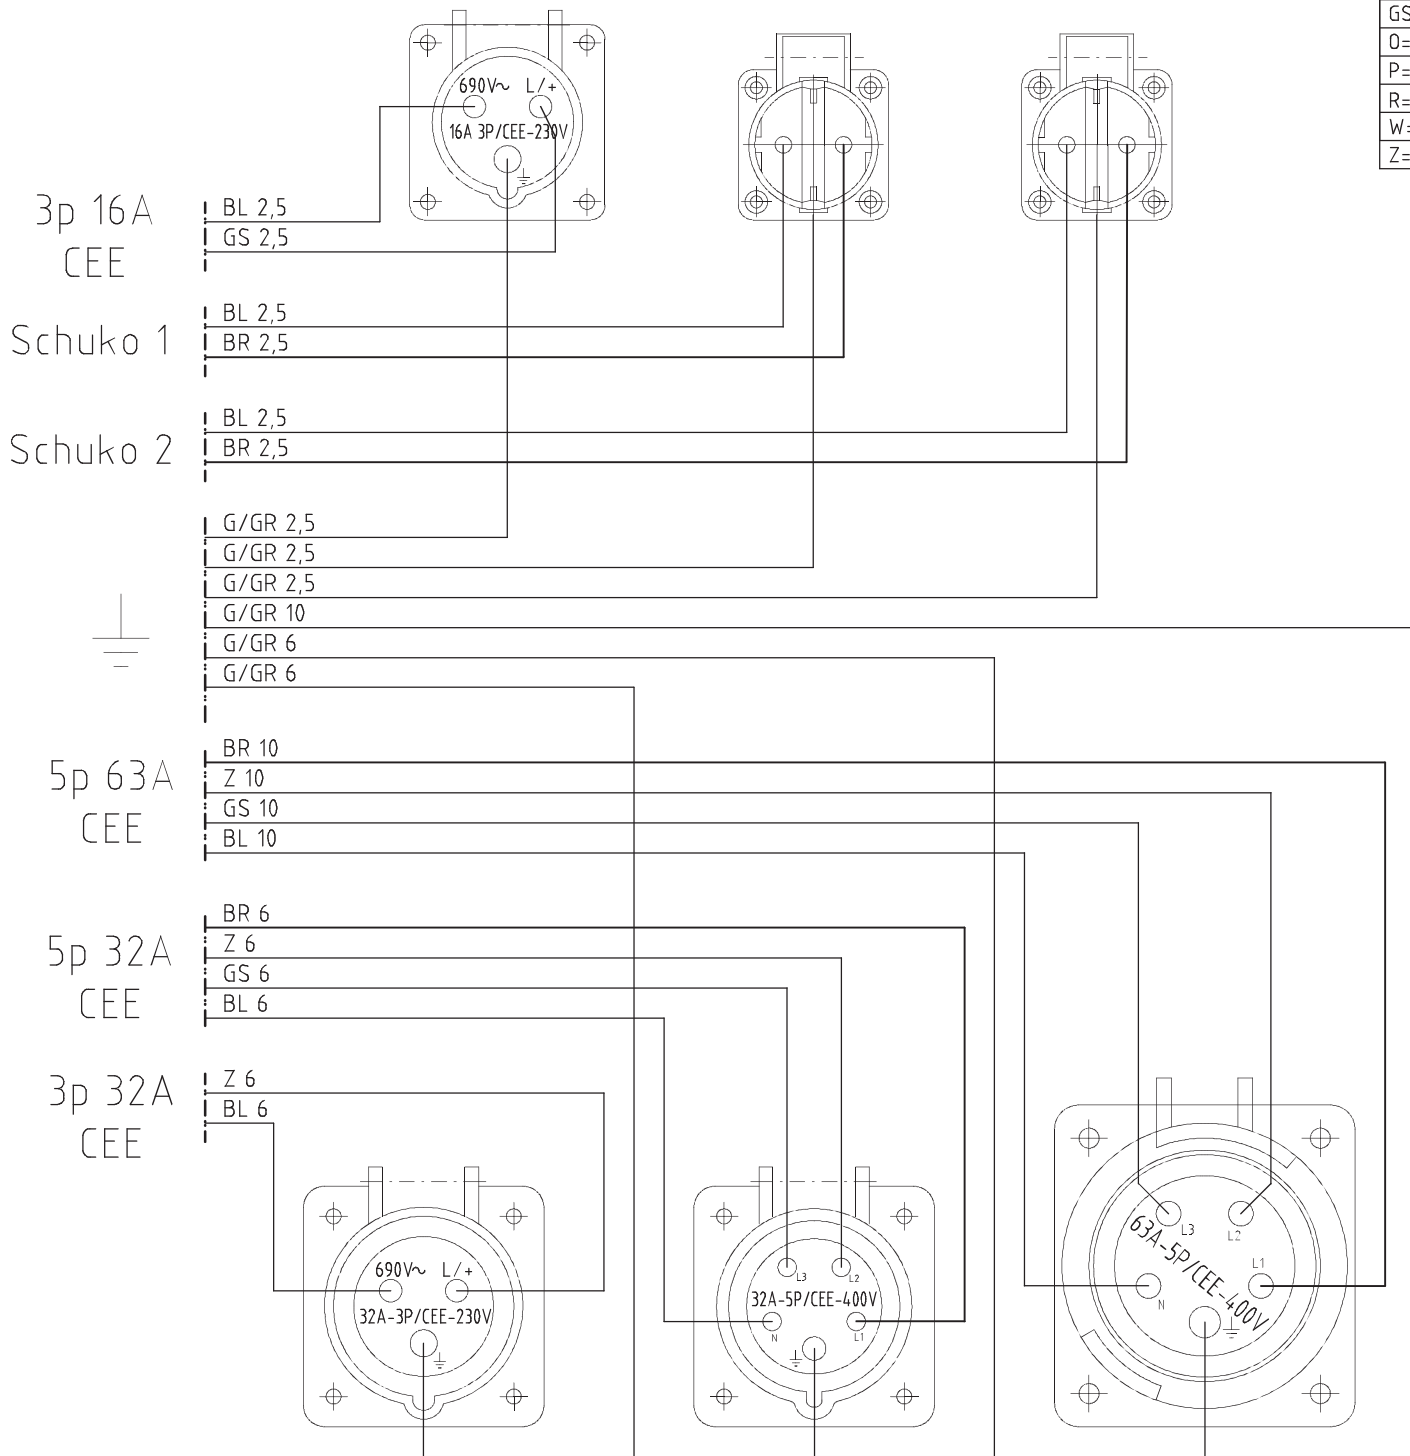 GS
O=
P=
R=
W=
Z=
690V~ L/+
16A 3P/CEE-230V
3p 16A
CEE
BL 2,5
GS 2,5
Schuko 1
BL 2,5
BR 2,5
Schuko 2
BL 2,5
BR 2,5
G/GR 2,5
G/GR 2,5
G/GR 2,5
G/GR 10
G/GR 6
G/GR 6
5p 63A
CEE
BR 10
Z 10
GS 10
BL 10
5p 32A
CEE
BR 6
Z 6
GS 6
BL 6
3p 32A
CEE
Z 6
BL 6
690V~ L/+
32A-3P/CEE-230V
L3 L2
32A-5P/CEE-400V
N L1
L3 L2
63A-5P/CEE-400V
L1
N